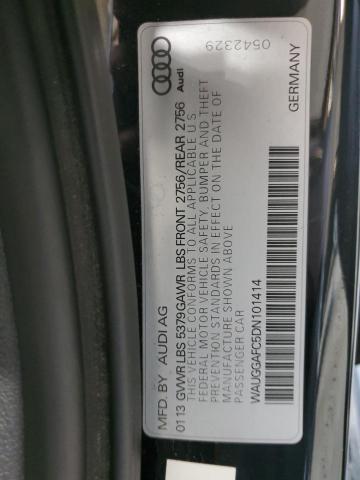 MFD. BY AUDI AG
01 13 GVWR LBS 5379 GAWR LBS FRONT 2756/REAR 2756
THIS VEHICLE CONFORMS TO ALL APPLICABLE U S
FEDERAL MOTOR VEHICLE SAFETY, BUMPER AND THEFT
PREVENTION STANDARDS IN EFFECT ON THE DATE OF
MANUFACTURE SHOWN ABOVE
PASSENGER CAR
WAUGGAFC5DN101414
GERMANY
Audi
0542329